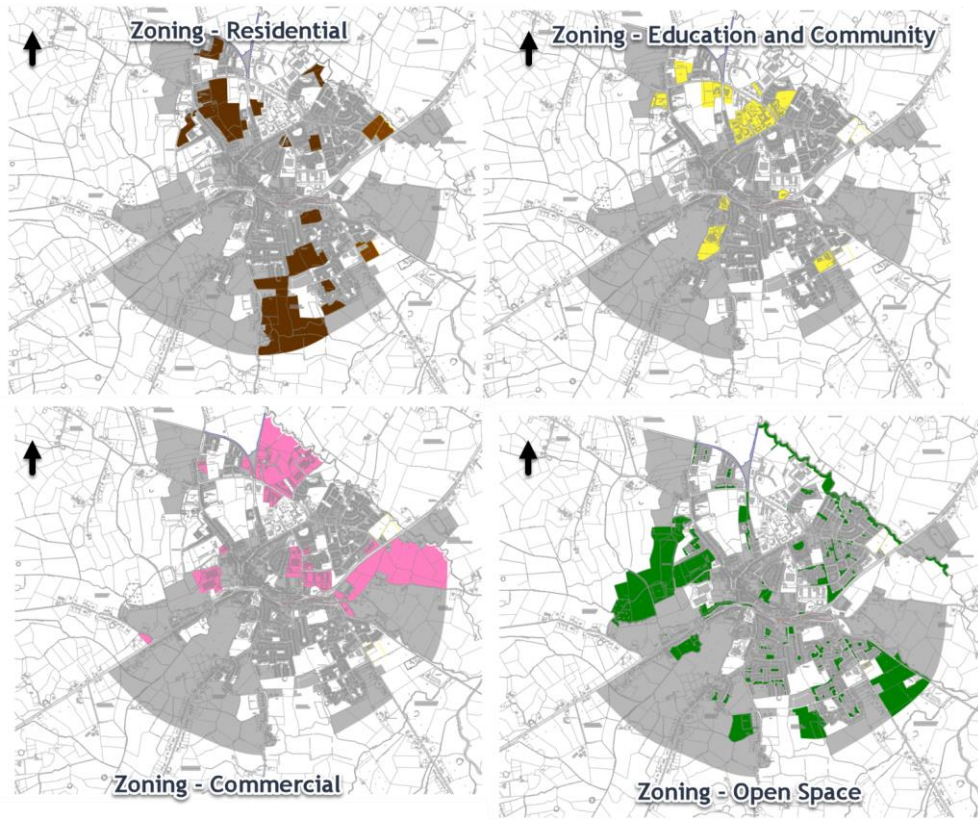 Zoning - Residential
Zoning - Education and Community
Zoning - Commercial
Zoning - Open Space